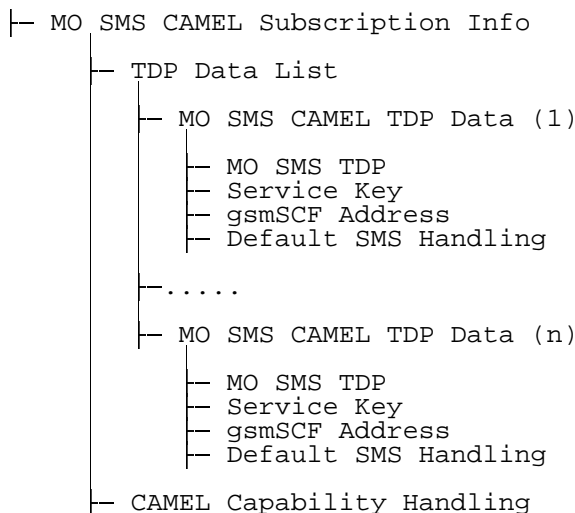 MO SMS CAMEL Subscription Info
TDP Data List
MO SMS CAMEL TDP Data (1)
MO SMS TDP
Service Key
gsmSCF Address
Default SMS Handling
.....
MO SMS CAMEL TDP Data (n)
MO SMS TDP
Service Key
gsmSCF Address
Default SMS Handling
CAMEL Capability Handling